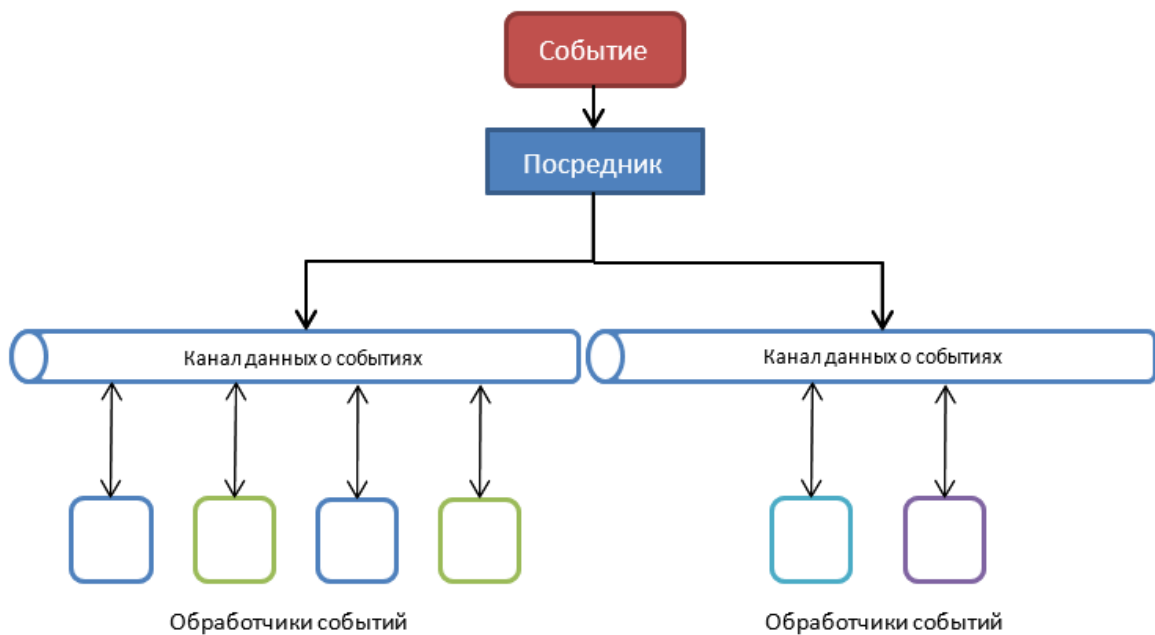 Событие
Посредник
Канал данных о событиях
Канал данных о событиях
Обработчики событий
Обработчики событий